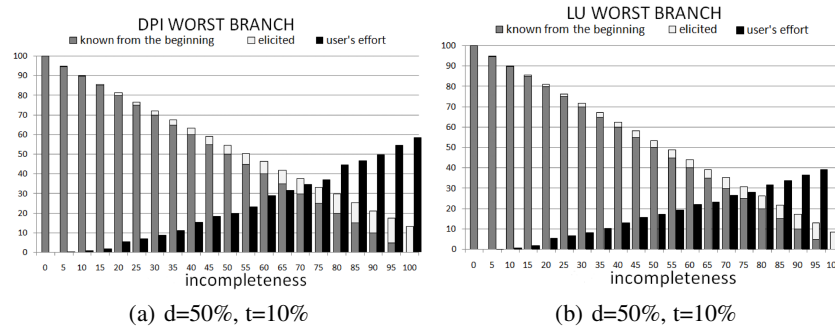 DPI WORST BRANCH
known from the beginning elicited user's effort
100
90
80
70
60
50
40
30
20
10
0
0 5 10 15 20 25 30 35 40 45 50 55 60 65 70 75 80 85 90 95 100
incompleteness
(a) d=50%, t=10%
LU WORST BRANCH
known from the beginning elicited user's effort
100
90
80
70
60
50
40
30
20
10
0
0 5 10 15 20 25 30 35 40 45 50 55 60 65 70 75 80 85 90 95 10
incompleteness
(b) d=50%, t=10%